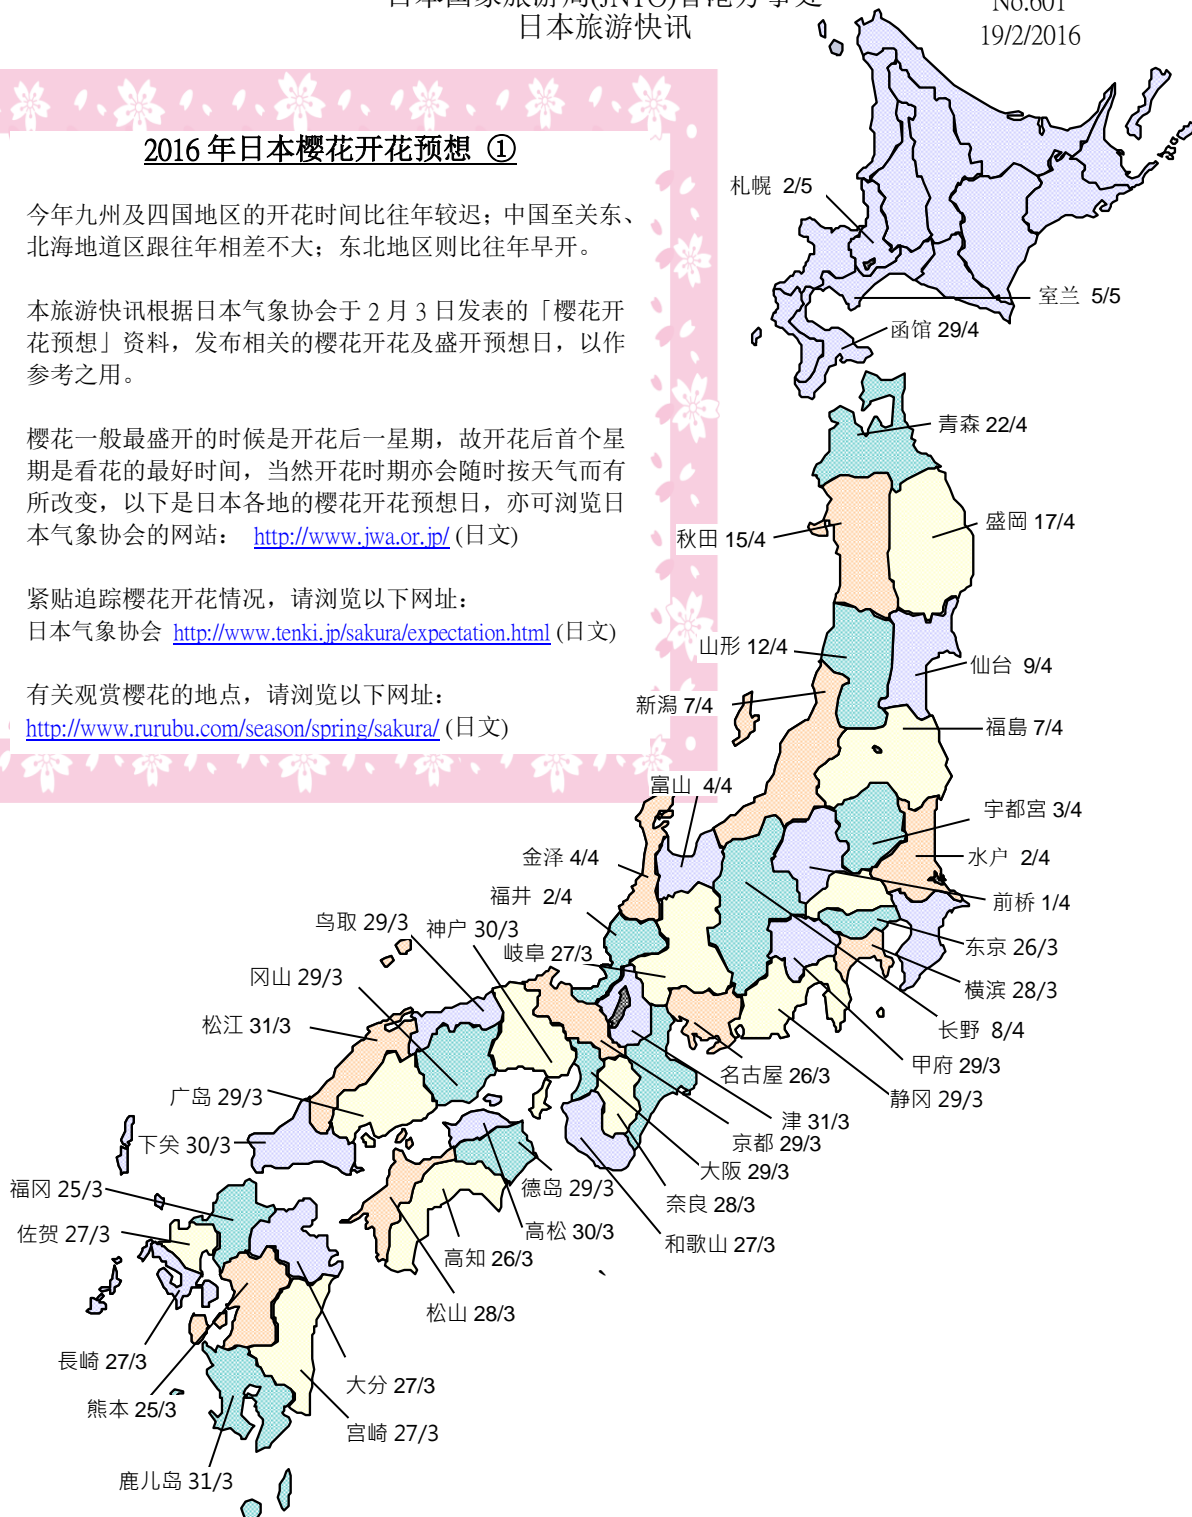 日本国家旅游局(JNTO)香港办事处
日本旅游快讯
No.601
19/2/2016
2016 年日本樱花开花预想 ①
今年九州及四国地区的开花时间比往年较迟；中国至关东、
北海地道区跟往年相差不大；东北地区则比往年早开。
本旅游快讯根据日本气象协会于 2 月 3 日发表的「樱花开
花预想」资料，发布相关的樱花开花及盛开预想日，以作
参考之用。
樱花一般最盛开的时候是开花后一星期，故开花后首个星
期是看花的最好时间，当然开花时期亦会随时按天气而有
所改变，以下是日本各地的樱花开花预想日，亦可浏览日
本气象协会的网站： http://www.jwa.or.jp/ (日文)
紧贴追踪樱花开花情况，请浏览以下网址：
日本气象协会 http://www.tenki.jp/sakura/expectation.html (日文)
有关观赏樱花的地点，请浏览以下网址：
http://www.rurubu.com/season/spring/sakura/ (日文)
札幌 2/5
室兰 5/5
函馆 29/4
青森 22/4
盛岡 17/4
秋田 15/4
山形 12/4
仙台 9/4
新潟 7/4
福島 7/4
富山 4/4
宇都宮 3/4
金泽 4/4
水户 2/4
福井 2/4
前桥 1/4
鸟取 29/3
神户 30/3
岐阜 27/3
东京 26/3
冈山 29/3
横滨 28/3
松江 31/3
长野 8/4
甲府 29/3
名古屋 26/3
静冈 29/3
广岛 29/3
津 31/3
下关 30/3
京都 29/3
大阪 29/3
福冈 25/3
德岛 29/3
奈良 28/3
佐贺 27/3
高松 30/3
和歌山 27/3
高知 26/3
松山 28/3
長崎 27/3
大分 27/3
熊本 25/3
宫崎 27/3
鹿儿岛 31/3